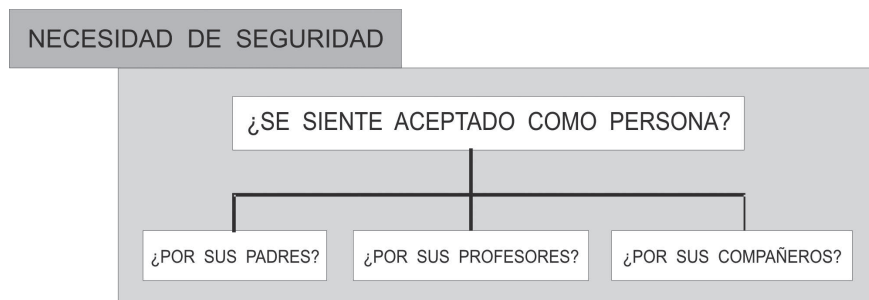 NECESIDAD DE SEGURIDAD
¿SE SIENTE ACEPTADO COMO PERSONA?
¿POR SUS PADRES?
¿POR SUS PROFESORES?
¿POR SUS COMPAÑEROS?